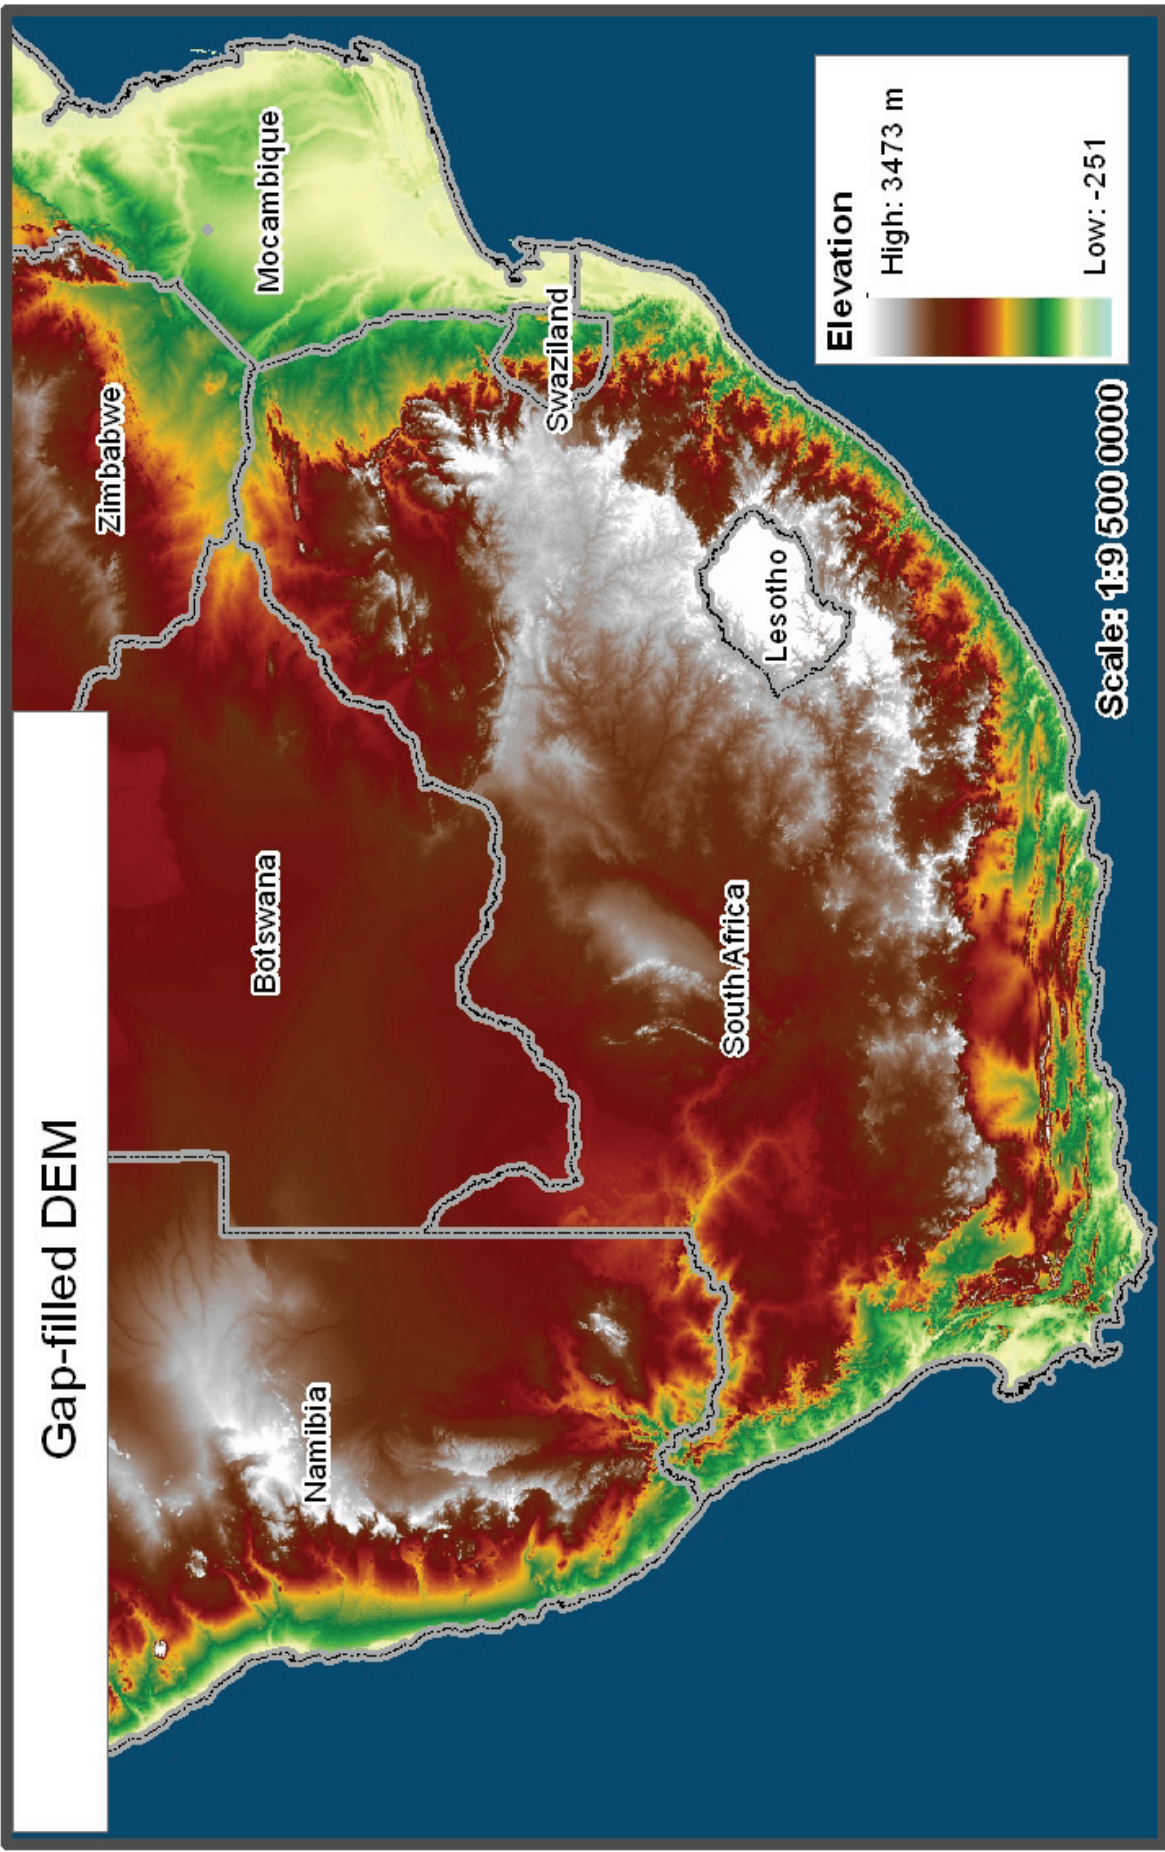 Gap-filled DEM
Zimbabwe
Mocambique
Botswana
Namibia
Swaziland
South Africa
Lesotho
Elevation
High: 3473 m
Low: -251
Scale: 1:9 500 0000